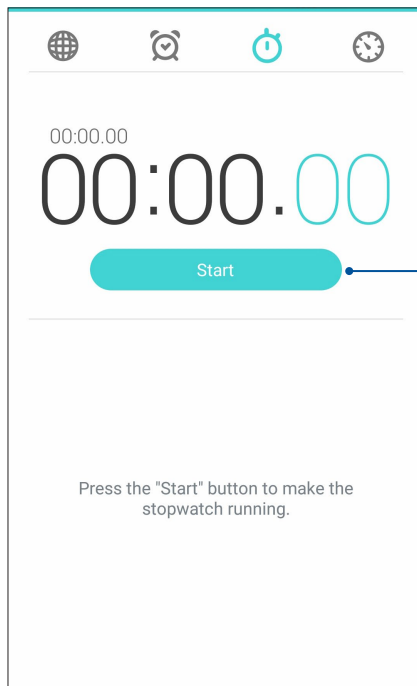 00:00.00
00:00.00
Start
Press the "Start" button to make the
stopwatch running.